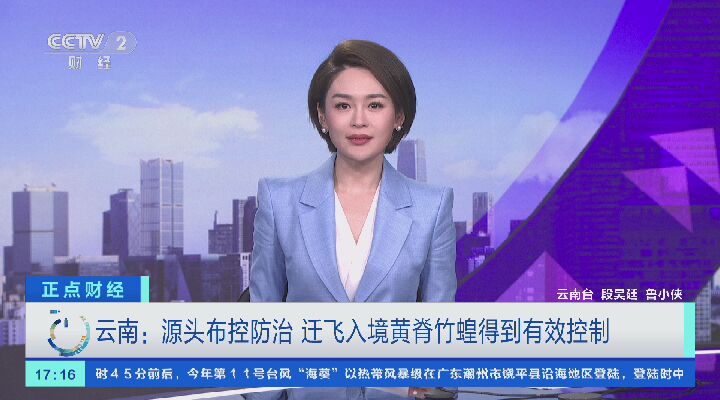 CCTV 2
财经
正点财经
云南台 段昊廷 鲁小侠
云南：源头布控防治 迁飞入境黄脊竹蝗得到有效控制
17:16
时45分前后，今年第11号台风“海葵”以热带风暴级在广东潮州市饶平县沿海地区登陆，登陆时中